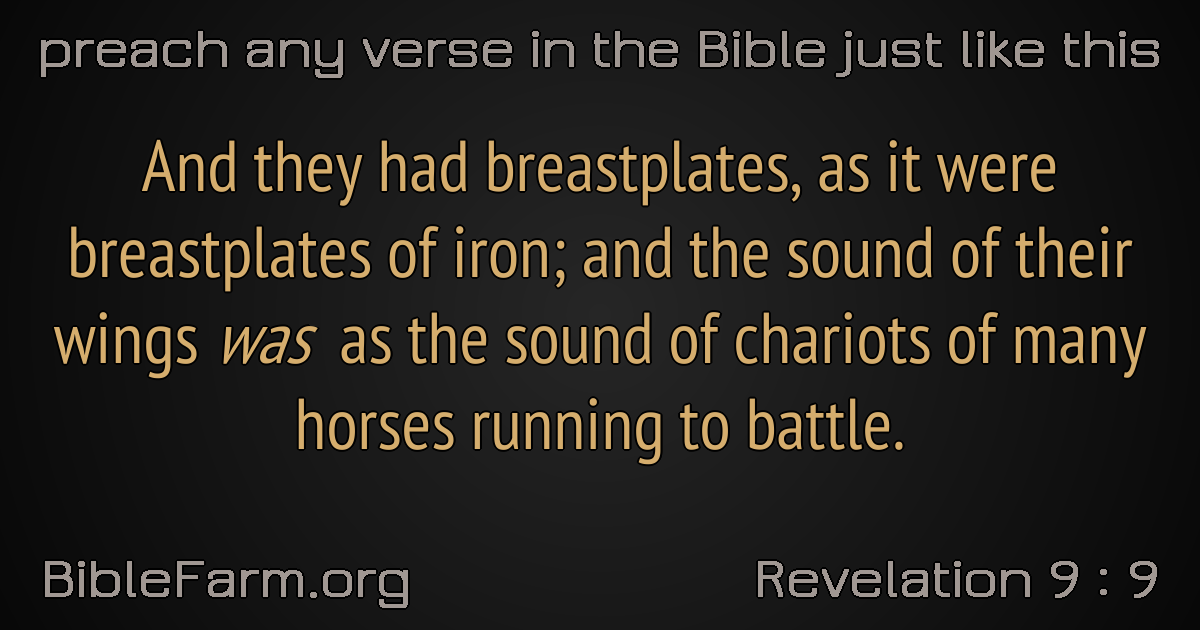 preach any verse in the Bible just like this
And they had breastplates, as it were
breastplates of iron; and the sound of their
wings was as the sound of chariots of many
horses running to battle.
BibleFarm.org
Revelation 9 : 9